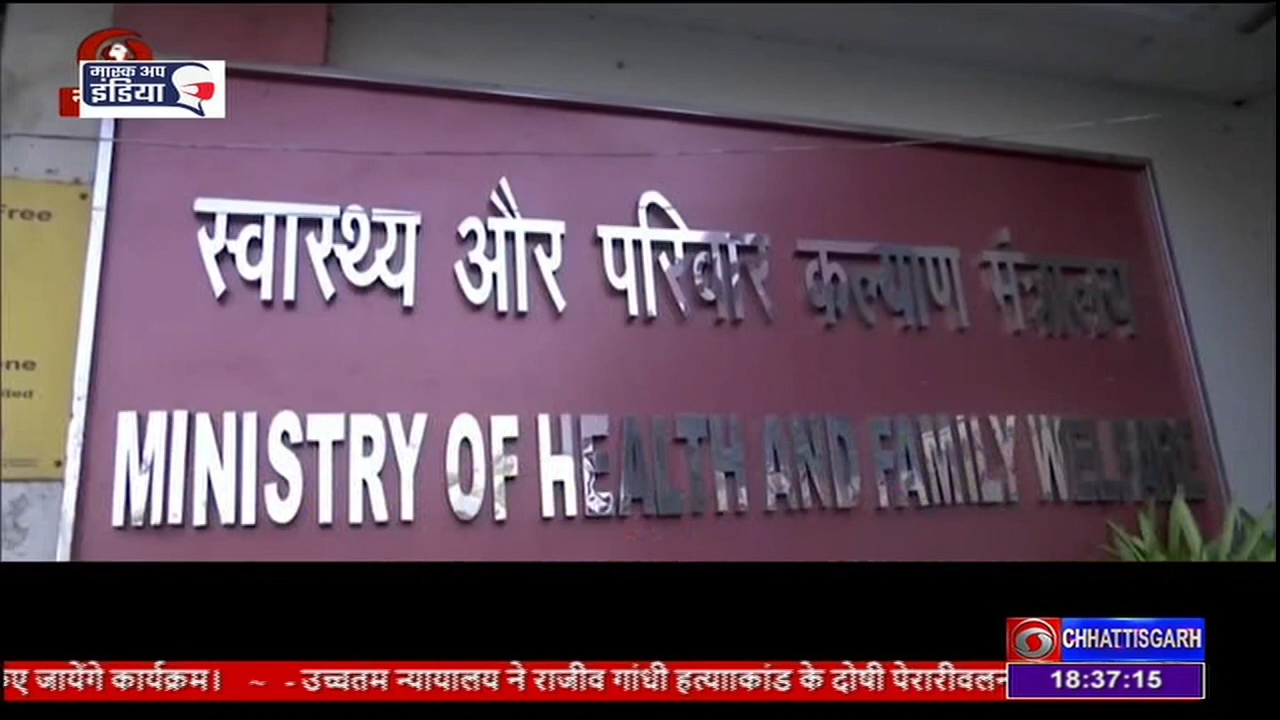 मास्क अप
इंडिया
Free
स्वास्थ्य और परिवार कल्याण मंत्रालय
MINISTRY OF HEALTH AND FAMILY WELFARE
CHHATTISGARH
जायेंगे कार्यक्रम। ~ - उच्चतम न्यायालय ने राजीव गांधी हत्याकांड के दोषी पेरारीवलन
18:37:15